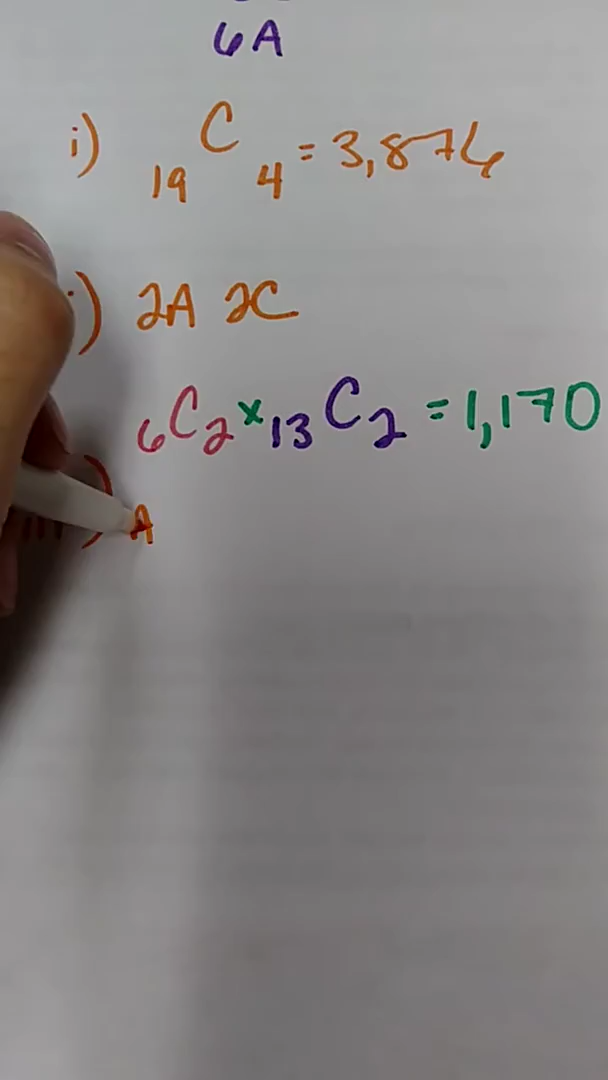 6A
i) 19C4 = 3,876
) 2A 2C
6C2 x 13C2 = 1,170
) A